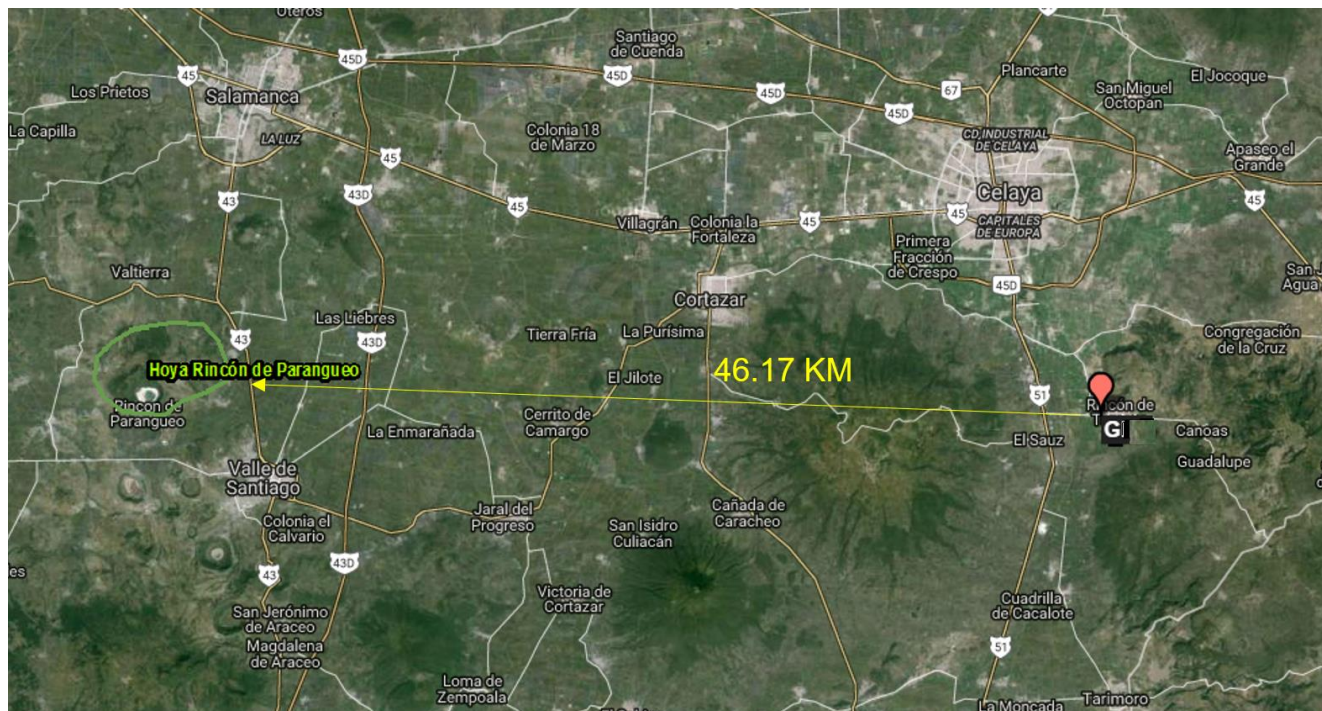 Oteros
Santiago
de Cuenda
45D
45
45D
45D
67
Plancarte
El Jocoque
Los Prietos
Salamanca
San Miguel
Octopan
45D
La Capilla
LA LUZ
Colonia 18
de Marzo
CD INDUSTRIAL
DE CELAYA
Apaseo el
Grande
45
43
43D
45
Celaya
45
45
45
Villagrán
Colonia la
Fortaleza
CAPITALES
DE EUROPA
Primera
Fracción
de Crespo
Valtierra
San J
Agua
45D
Cortazar
Las Liebres
Tierra Fría
La Purísima
Congregación
de la Cruz
43
43D
Hoya Rincón de Parangueo
46.17 KM
El Jilote
51
Rincón de
T
G
Rincon de
Parangueo
Cerrito de
Camargo
La Enmarañada
El Sauz
Canoas
Guadalupe
Valle de
Santiago
Jaral del
Progreso
Cañada de
Caracheo
San Isidro
Culiacán
Colonia el
Calvario
43D
43
es
Victoria de
Cortazar
Cuadrilla
de Cacalote
San Jerónimo
de Araceo
Magdalena
de Araceo
51
Loma de
Zempoala
La Moncada
Tarimoro